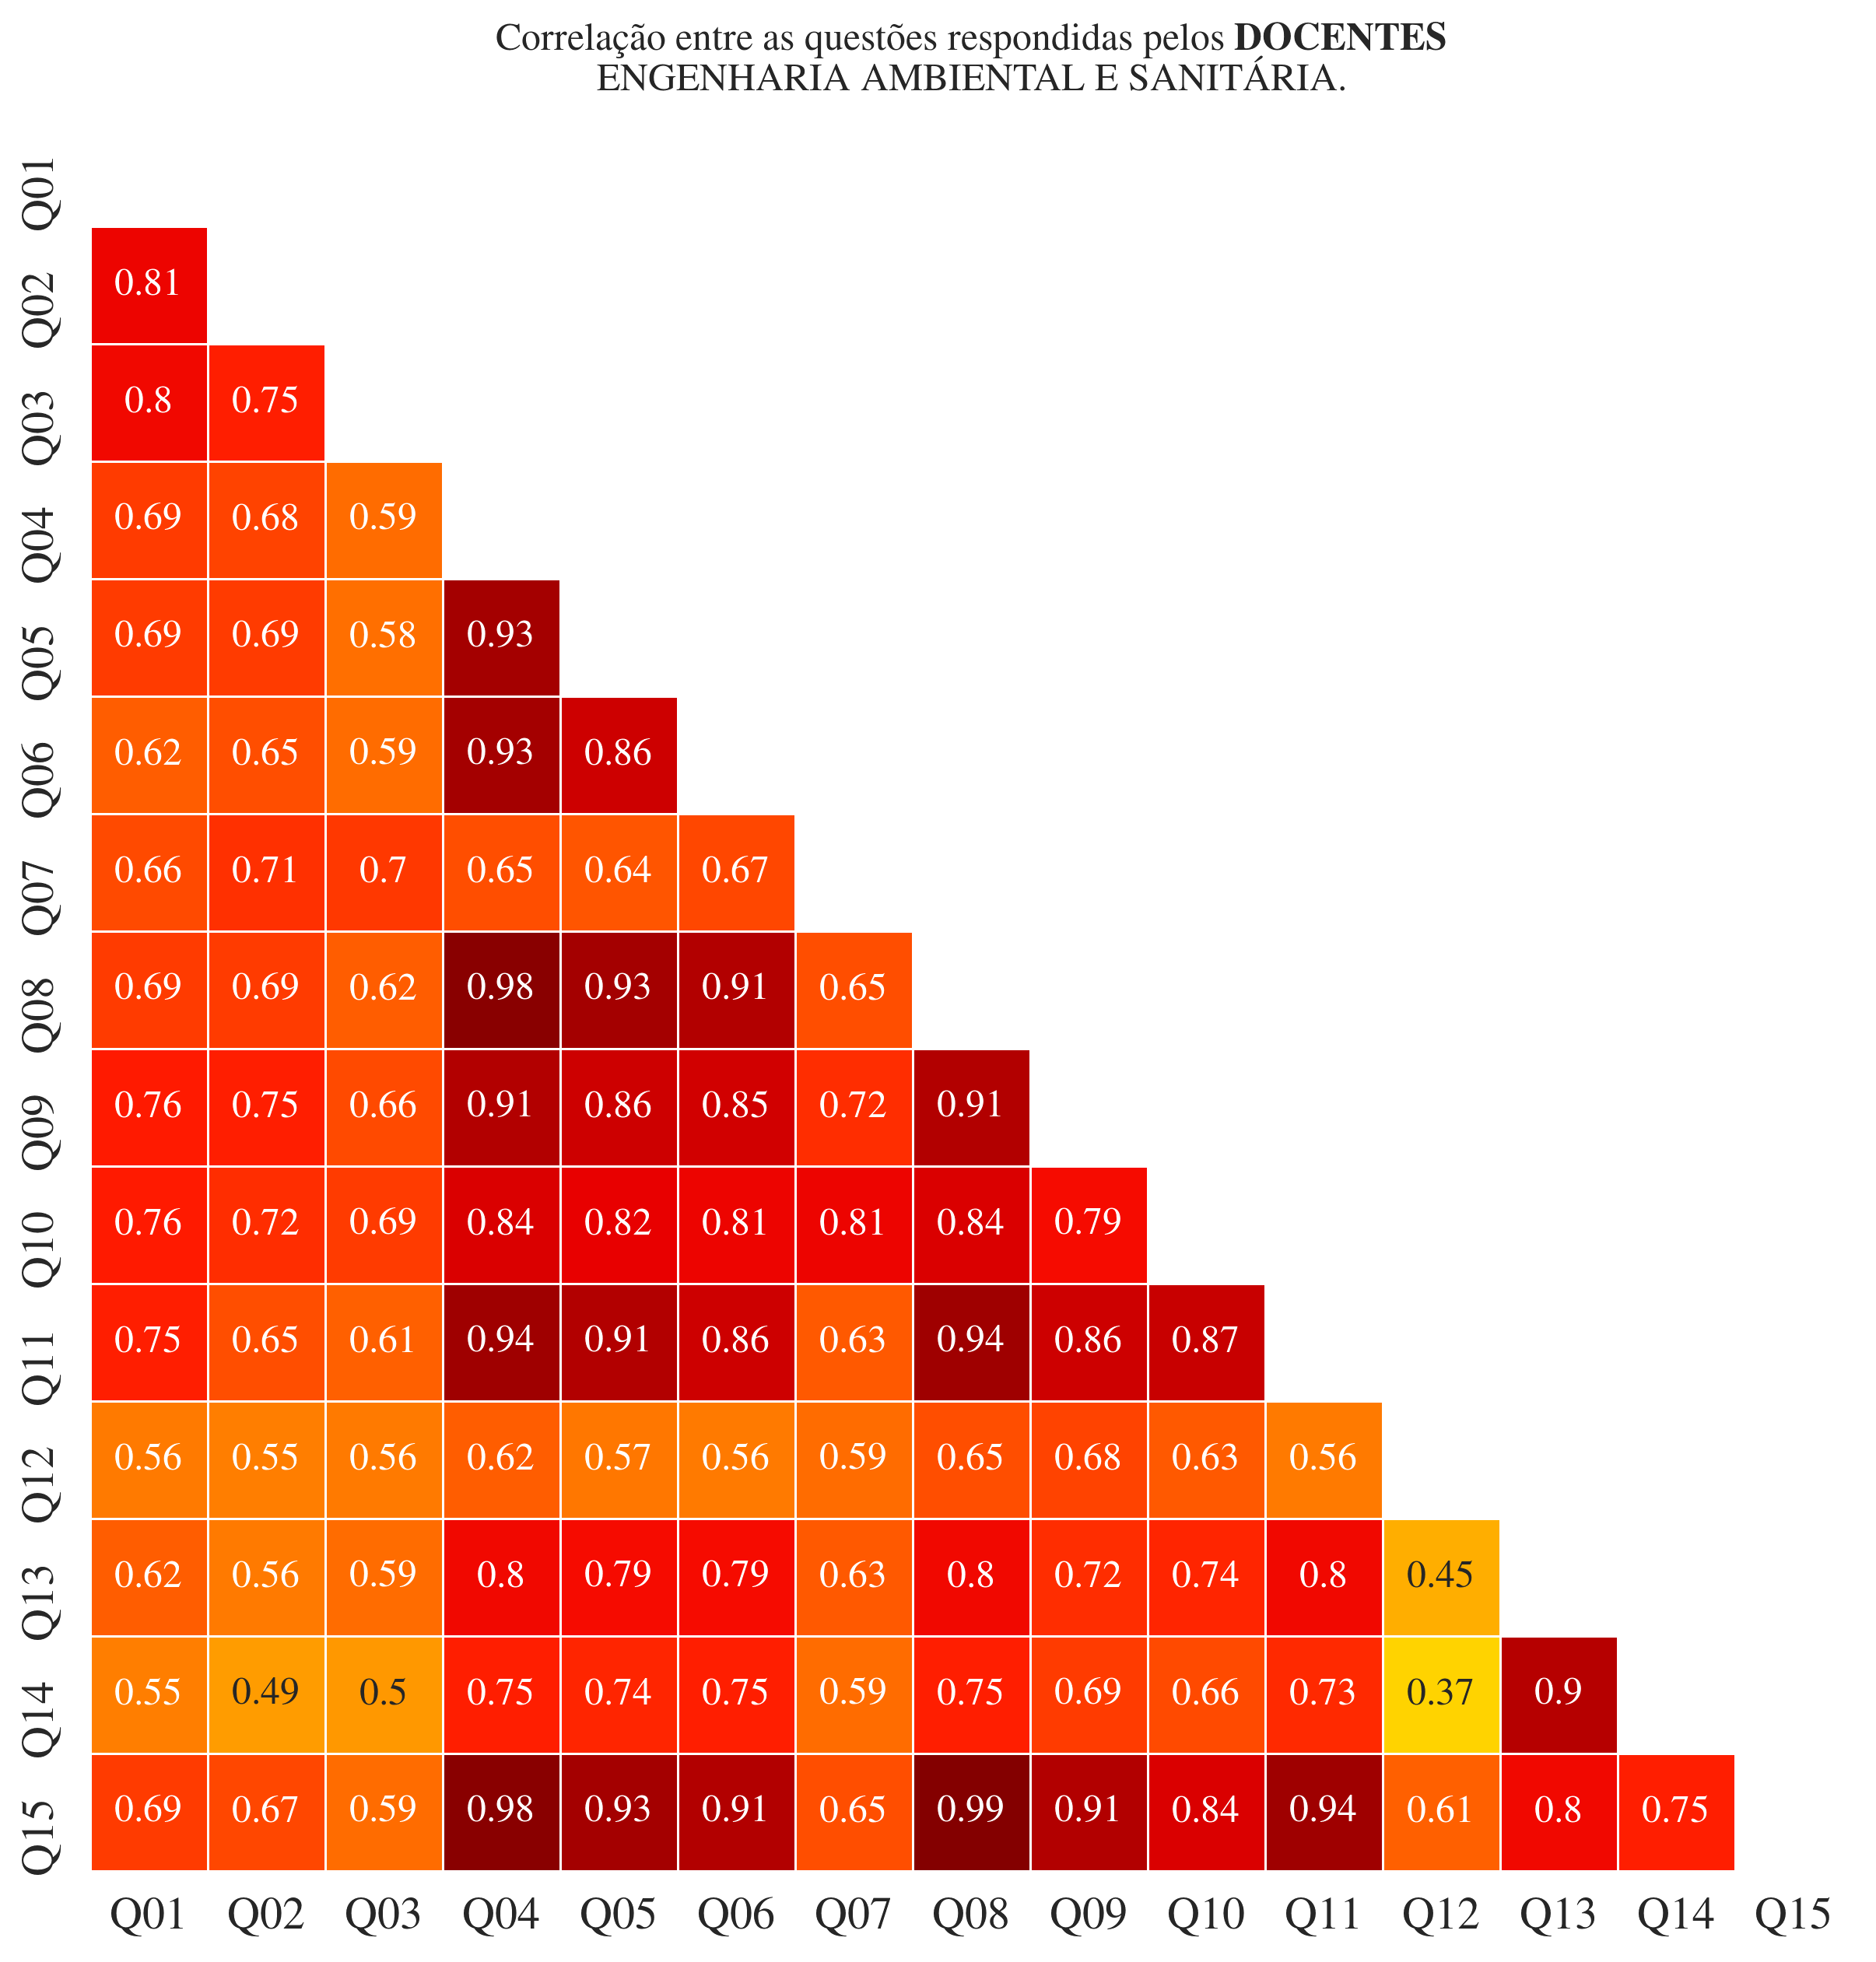 Correlação entre as questões respondidas pelos DOCENTES
ENGENHARIA AMBIENTAL E SANITÁRIA.
Q01
Q02 0.81
Q03 0.8 0.75
Q04 0.69 0.68 0.59
Q05 0.69 0.69 0.58 0.93
Q06 0.62 0.65 0.59 0.93 0.86
Q07 0.66 0.71 0.7 0.65 0.64 0.67
Q08 0.69 0.69 0.62 0.98 0.93 0.91 0.65
Q09 0.76 0.75 0.66 0.91 0.86 0.85 0.72 0.91
Q10 0.76 0.72 0.69 0.84 0.82 0.81 0.81 0.84 0.79
Q11 0.75 0.65 0.61 0.94 0.91 0.86 0.63 0.94 0.86 0.87
Q12 0.56 0.55 0.56 0.62 0.57 0.56 0.59 0.65 0.68 0.63 0.56
Q13 0.62 0.56 0.59 0.8 0.79 0.79 0.63 0.8 0.72 0.74 0.8 0.45
Q14 0.55 0.49 0.5 0.75 0.74 0.75 0.59 0.75 0.69 0.66 0.73 0.37 0.9
Q15 0.69 0.67 0.59 0.98 0.93 0.91 0.65 0.99 0.91 0.84 0.94 0.61 0.8 0.75
Q01 Q02 Q03 Q04 Q05 Q06 Q07 Q08 Q09 Q10 Q11 Q12 Q13 Q14 Q15